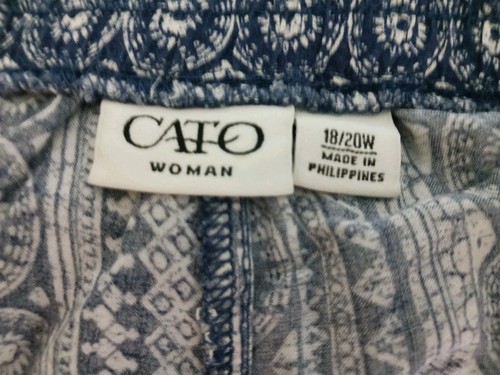 CATO
WOMAN
18/20W
MADE IN
PHILIPPINES